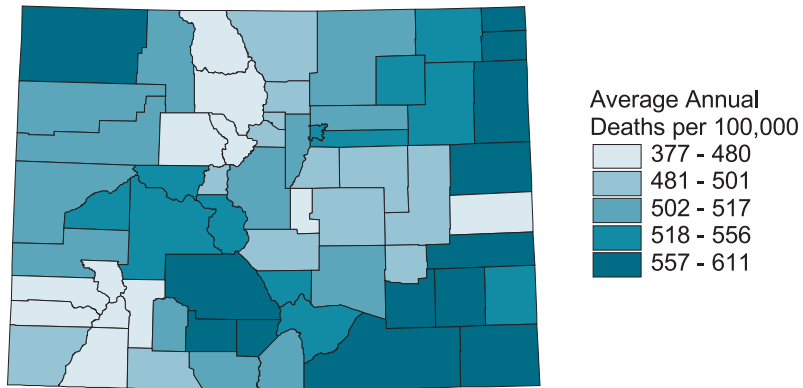 Average Annual
Deaths per 100,000
377 - 480
481 - 501
502 - 517
518 - 556
557 - 611